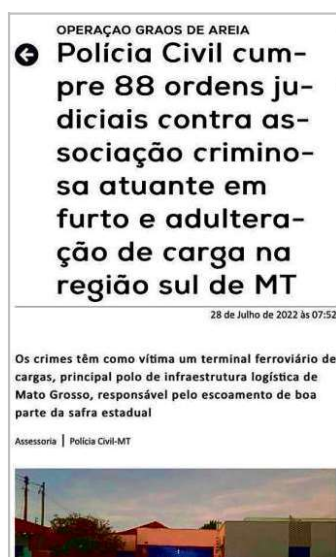 OPERAÇAO GRAOS DE AREIA
Polícia Civil cum-
pre 88 ordens ju-
diciais contra as-
sociação crimino-
sa atuante em
furto e adultera-
ção de carga na
região sul de MT
28 de Julho de 2022 às 07:52
Os crimes têm como vítima um terminal ferroviário de
cargas, principal polo de infraestrutura logística de
Mato Grosso, responsável pelo escoamento de boa
parte da safra estadual
Assessoria | Polícia Civil-MT